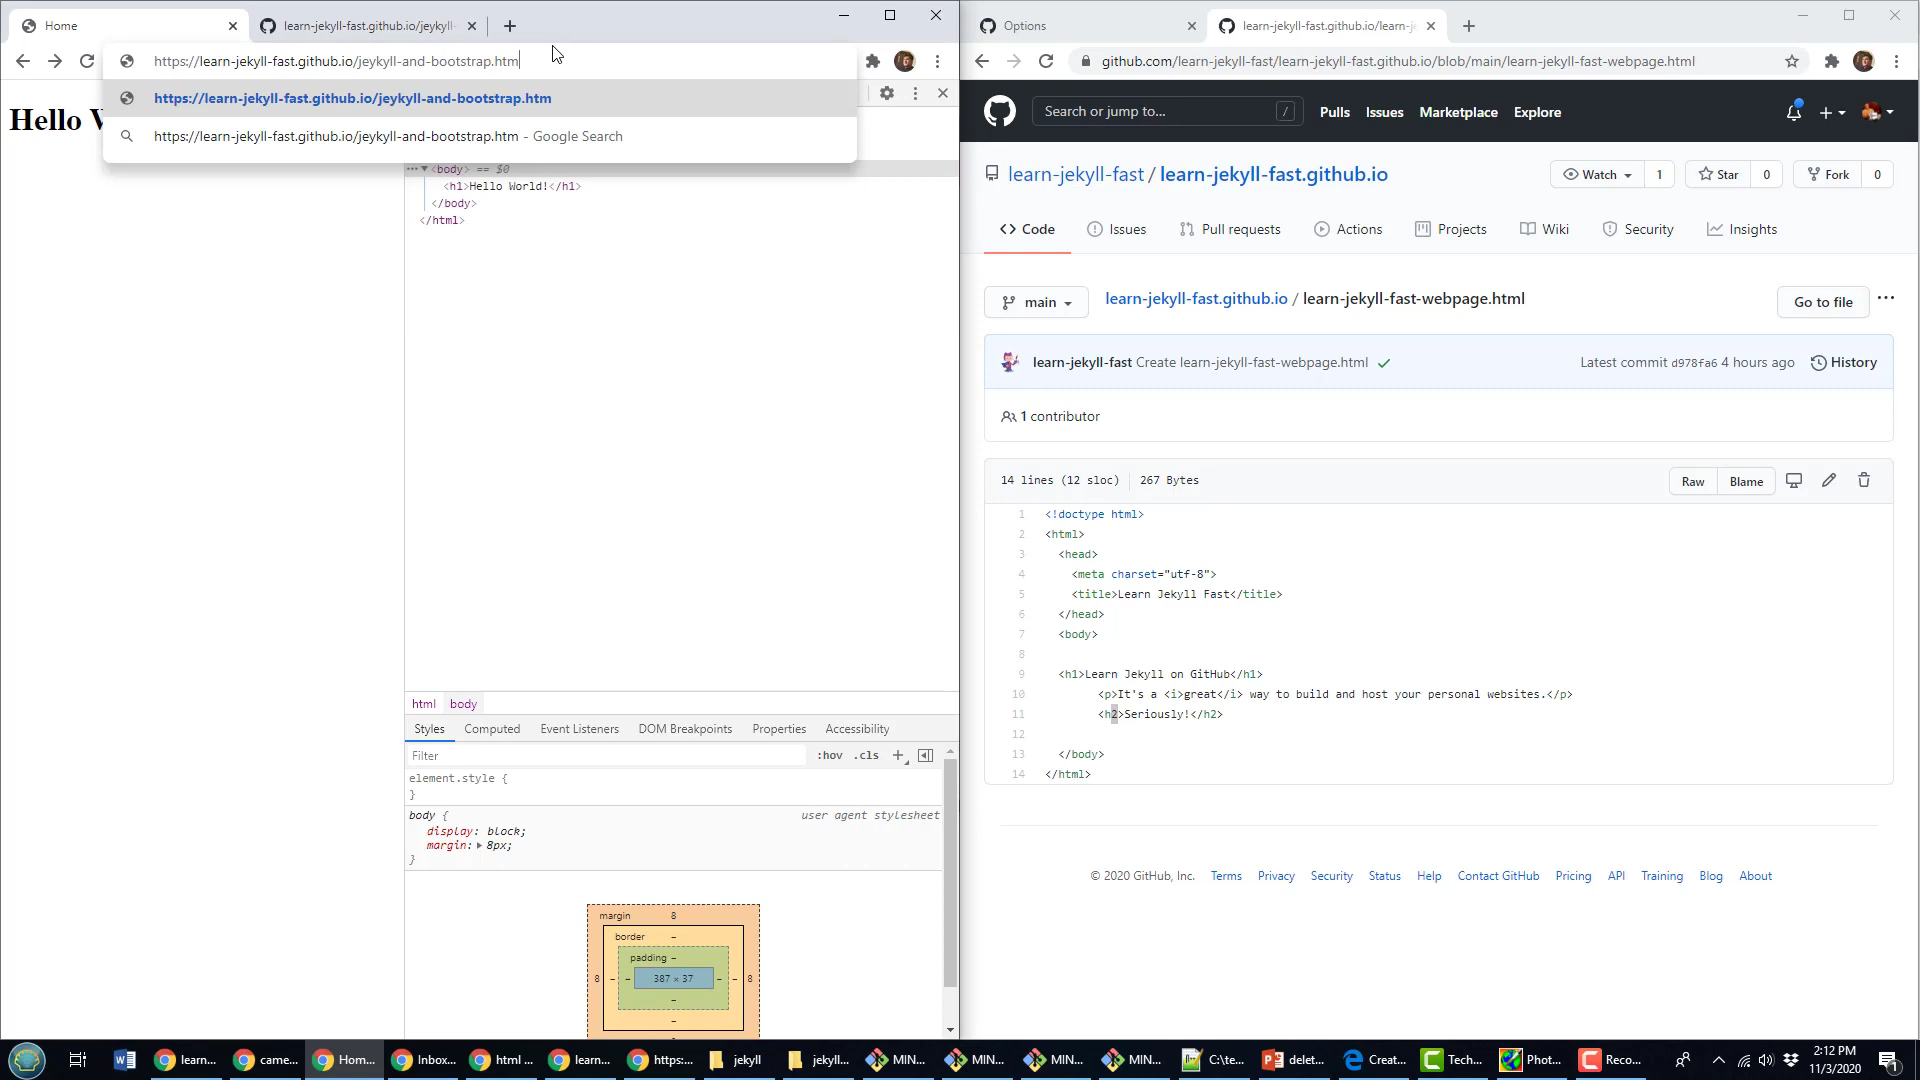 Home
learn-jekyll-fast.github.io/jeykyll-
https://learn-jekyll-fast.github.io/jeykyll-and-bootstrap.htm
https://learn-jekyll-fast.github.io/jeykyll-and-bootstrap.htm
https://learn-jekyll-fast.github.io/jeykyll-and-bootstrap.htm - Google Search
Hello
<body> == $0
<h1>Hello World!</h1>
</body>
</html>
html body
Styles Computed Event Listeners DOM Breakpoints Properties Accessibility
Filter :hov .cls
element.style {
}
body { user agent stylesheet
display: block;
margin: 8px;
}
margin 8
border –
padding –
8 – – 387 × 37 – – 8
–
–
Options
learn-jekyll-fast.github.io/learn-j
github.com/learn-jekyll-fast/learn-jekyll-fast.github.io/blob/main/learn-jekyll-fast-webpage.html
Search or jump to... / Pulls Issues Marketplace Explore
learn-jekyll-fast / learn-jekyll-fast.github.io
Watch 1 Star 0 Fork 0
Code Issues Pull requests Actions Projects Wiki Security Insights
main learn-jekyll-fast.github.io / learn-jekyll-fast-webpage.html Go to file
learn-jekyll-fast Create learn-jekyll-fast-webpage.html Latest commit d978fa6 4 hours ago History
1 contributor
14 lines (12 sloc) 267 Bytes Raw Blame
1 <!doctype html>
2 <html>
3 <head>
4 <meta charset="utf-8">
5 <title>Learn Jekyll Fast</title>
6 </head>
7 <body>
8
9 <h1>Learn Jekyll on GitHub</h1>
10 <p>It's a <i>great</i> way to build and host your personal websites.</p>
11 <h2>Seriously!</h2>
12
13 </body>
14 </html>
© 2020 GitHub, Inc. Terms Privacy Security Status Help Contact GitHub Pricing API Training Blog About
learn... came... Hom... Inbox... html ... learn... https:... jekyll jekyll... MIN... MIN... MIN... MIN... C:\te... delet... Creat... Tech... Phot... Reco...
2:12 PM
11/3/2020
1